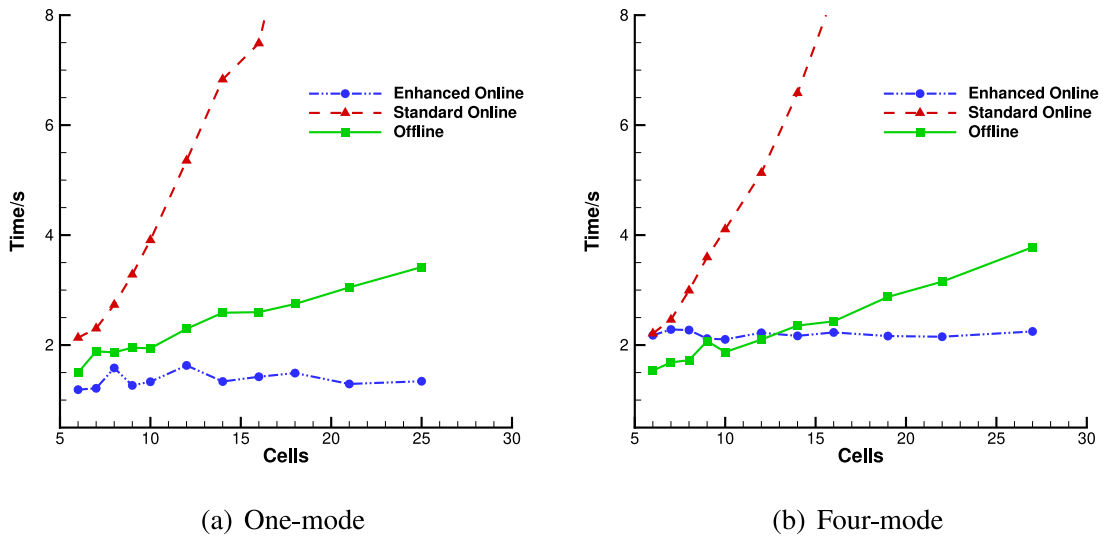 8
6
4
2
Time/s
5
10
15
20
25
30
Cells
Enhanced Online
Standard Online
Offline
(a) One-mode
8
6
4
2
Time/s
5
10
15
20
25
30
Cells
Enhanced Online
Standard Online
Offline
(b) Four-mode